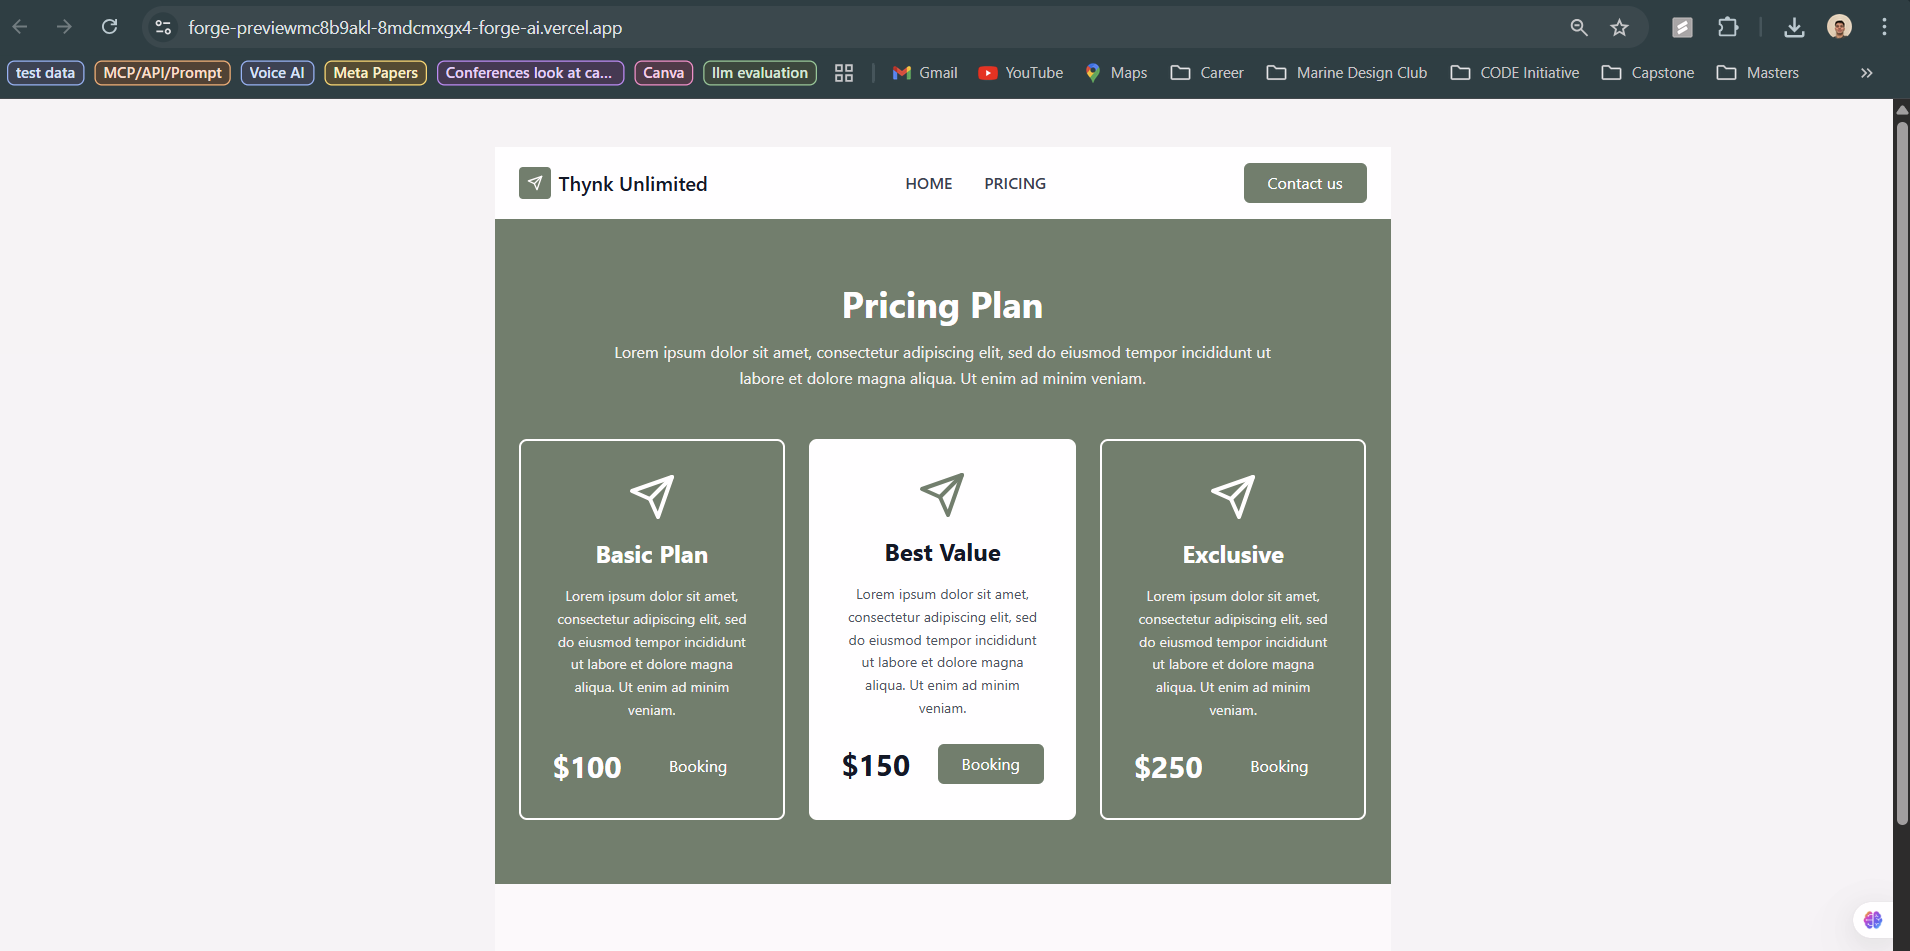 forge-previewmc8b9akl-8mdcmxgx4-forge-ai.vercel.app
test data
MCP/API/Prompt
Voice AI
Meta Papers
Conferences look at ca...
Canva
llm evaluation
Gmail
YouTube
Maps
Career
Marine Design Club
CODE Initiative
Capstone
Masters
Thynk Unlimited
HOME
PRICING
Contact us
Pricing Plan
Lorem ipsum dolor sit amet, consectetur adipiscing elit, sed do eiusmod tempor incididunt ut
labore et dolore magna aliqua. Ut enim ad minim veniam.
Basic Plan
Lorem ipsum dolor sit amet,
consectetur adipiscing elit, sed
do eiusmod tempor incididunt
ut labore et dolore magna
aliqua. Ut enim ad minim
veniam.
$100
Booking
Best Value
Lorem ipsum dolor sit amet,
consectetur adipiscing elit, sed
do eiusmod tempor incididunt
ut labore et dolore magna
aliqua. Ut enim ad minim
veniam.
$150
Booking
Exclusive
Lorem ipsum dolor sit amet,
consectetur adipiscing elit, sed
do eiusmod tempor incididunt
ut labore et dolore magna
aliqua. Ut enim ad minim
veniam.
$250
Booking